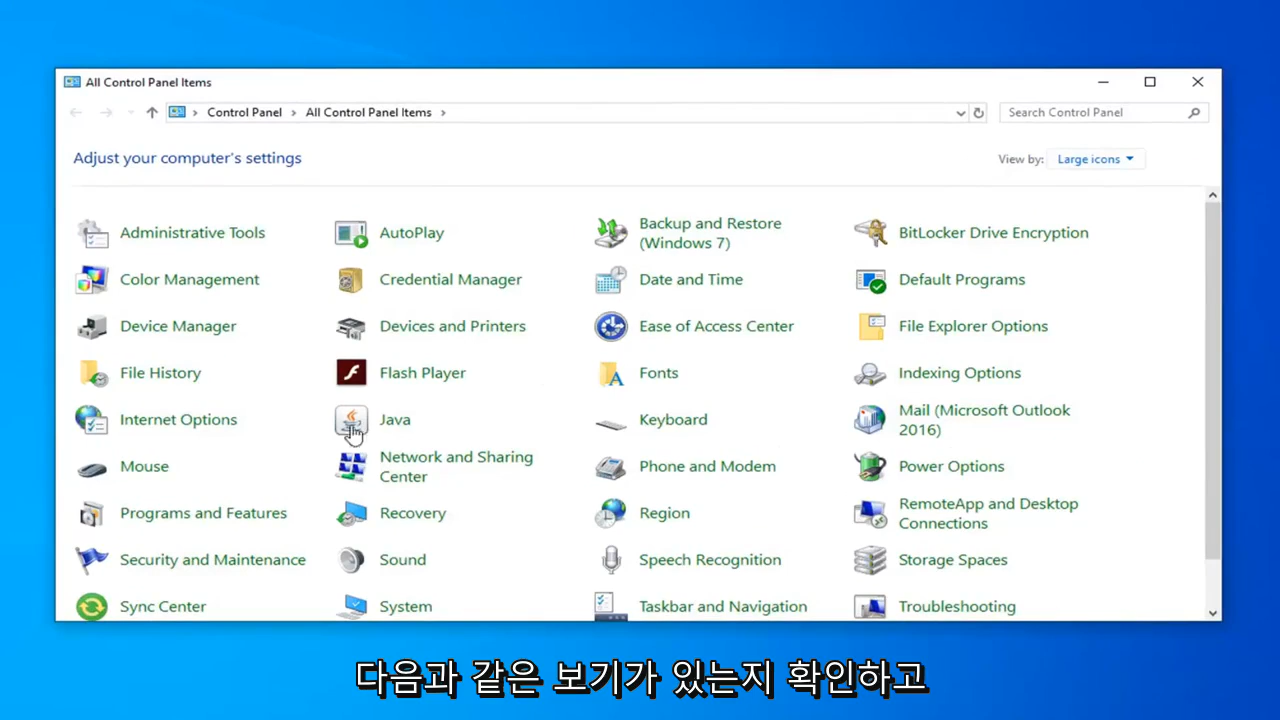 All Control Panel Items
Control Panel > All Control Panel Items >
Search Control Panel
Adjust your computer's settings
View by: Large icons
Administrative Tools
AutoPlay
Backup and Restore
(Windows 7)
BitLocker Drive Encryption
Color Management
Credential Manager
Date and Time
Default Programs
Device Manager
Devices and Printers
Ease of Access Center
File Explorer Options
File History
Flash Player
Fonts
Indexing Options
Internet Options
Java
Keyboard
Mail (Microsoft Outlook
2016)
Mouse
Network and Sharing
Center
Phone and Modem
Power Options
Programs and Features
Recovery
Region
RemoteApp and Desktop
Connections
Security and Maintenance
Sound
Speech Recognition
Storage Spaces
Sync Center
System
Taskbar and Navigation
Troubleshooting
다음과 같은 보기가 있는지 확인하고